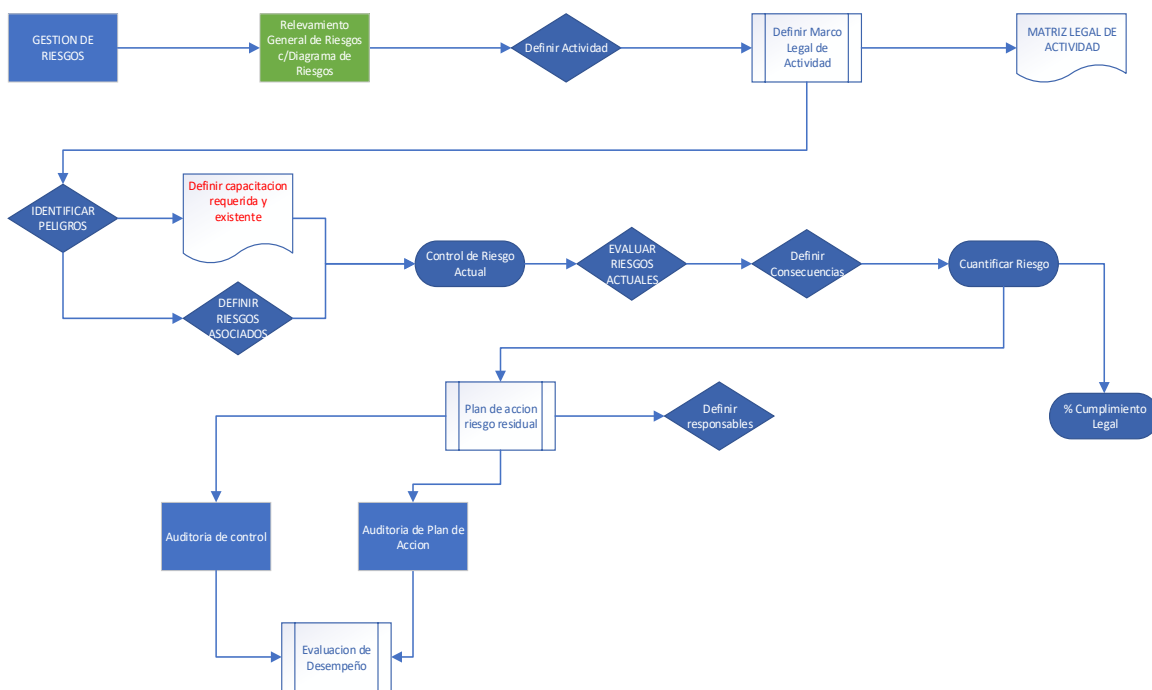 GESTION DE
RIESGOS
Relevamiento
General de Riesgos
c/Diagrama de
Riesgos
Definir Actividad
Definir Marco
Legal de
Actividad
MATRIZ LEGAL DE
ACTIVIDAD
IDENTIFICAR
PELIGROS
Definir capacitacion
requerida y
existente
DEFINIR
RIESGOS
ASOCIADOS
Control de Riesgo
Actual
EVALUAR
RIESGOS
ACTUALES
Definir
Consecuencias
Cuantificar Riesgo
Plan de accion
riesgo residual
Definir
responsables
% Cumplimiento
Legal
Auditoria de control
Auditoria de Plan de
Accion
Evaluacion de
Desempeño